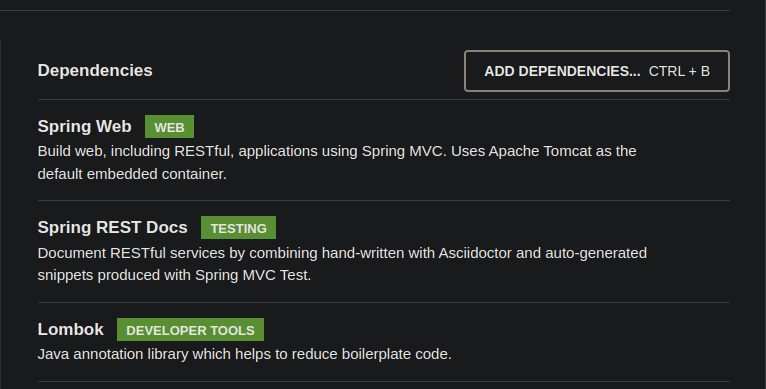 Dependencies
ADD DEPENDENCIES... CTRL + B
Spring Web WEB
Build web, including RESTful, applications using Spring MVC. Uses Apache Tomcat as the
default embedded container.
Spring REST Docs TESTING
Document RESTful services by combining hand-written with Asciidoctor and auto-generated
snippets produced with Spring MVC Test.
Lombok DEVELOPER TOOLS
Java annotation library which helps to reduce boilerplate code.